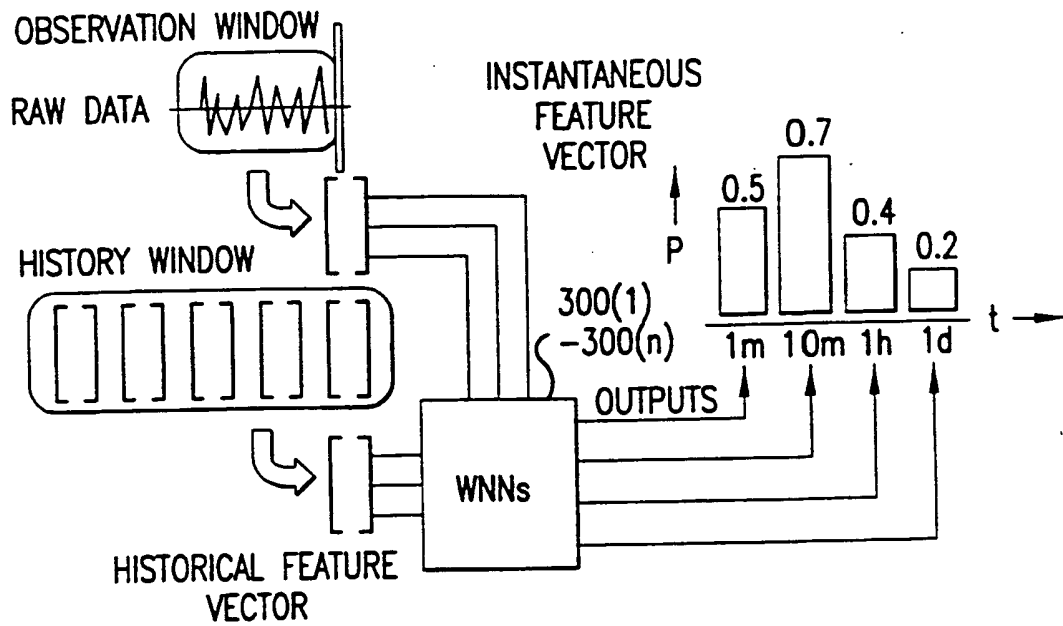 OBSERVATION WINDOW
RAW DATA
INSTANTANEOUS
FEATURE
VECTOR
HISTORY WINDOW
P
0.5
0.7
0.4
0.2
1m 10m 1h 1d
t
300(1)
-300(n)
OUTPUTS
WNNs
HISTORICAL FEATURE
VECTOR